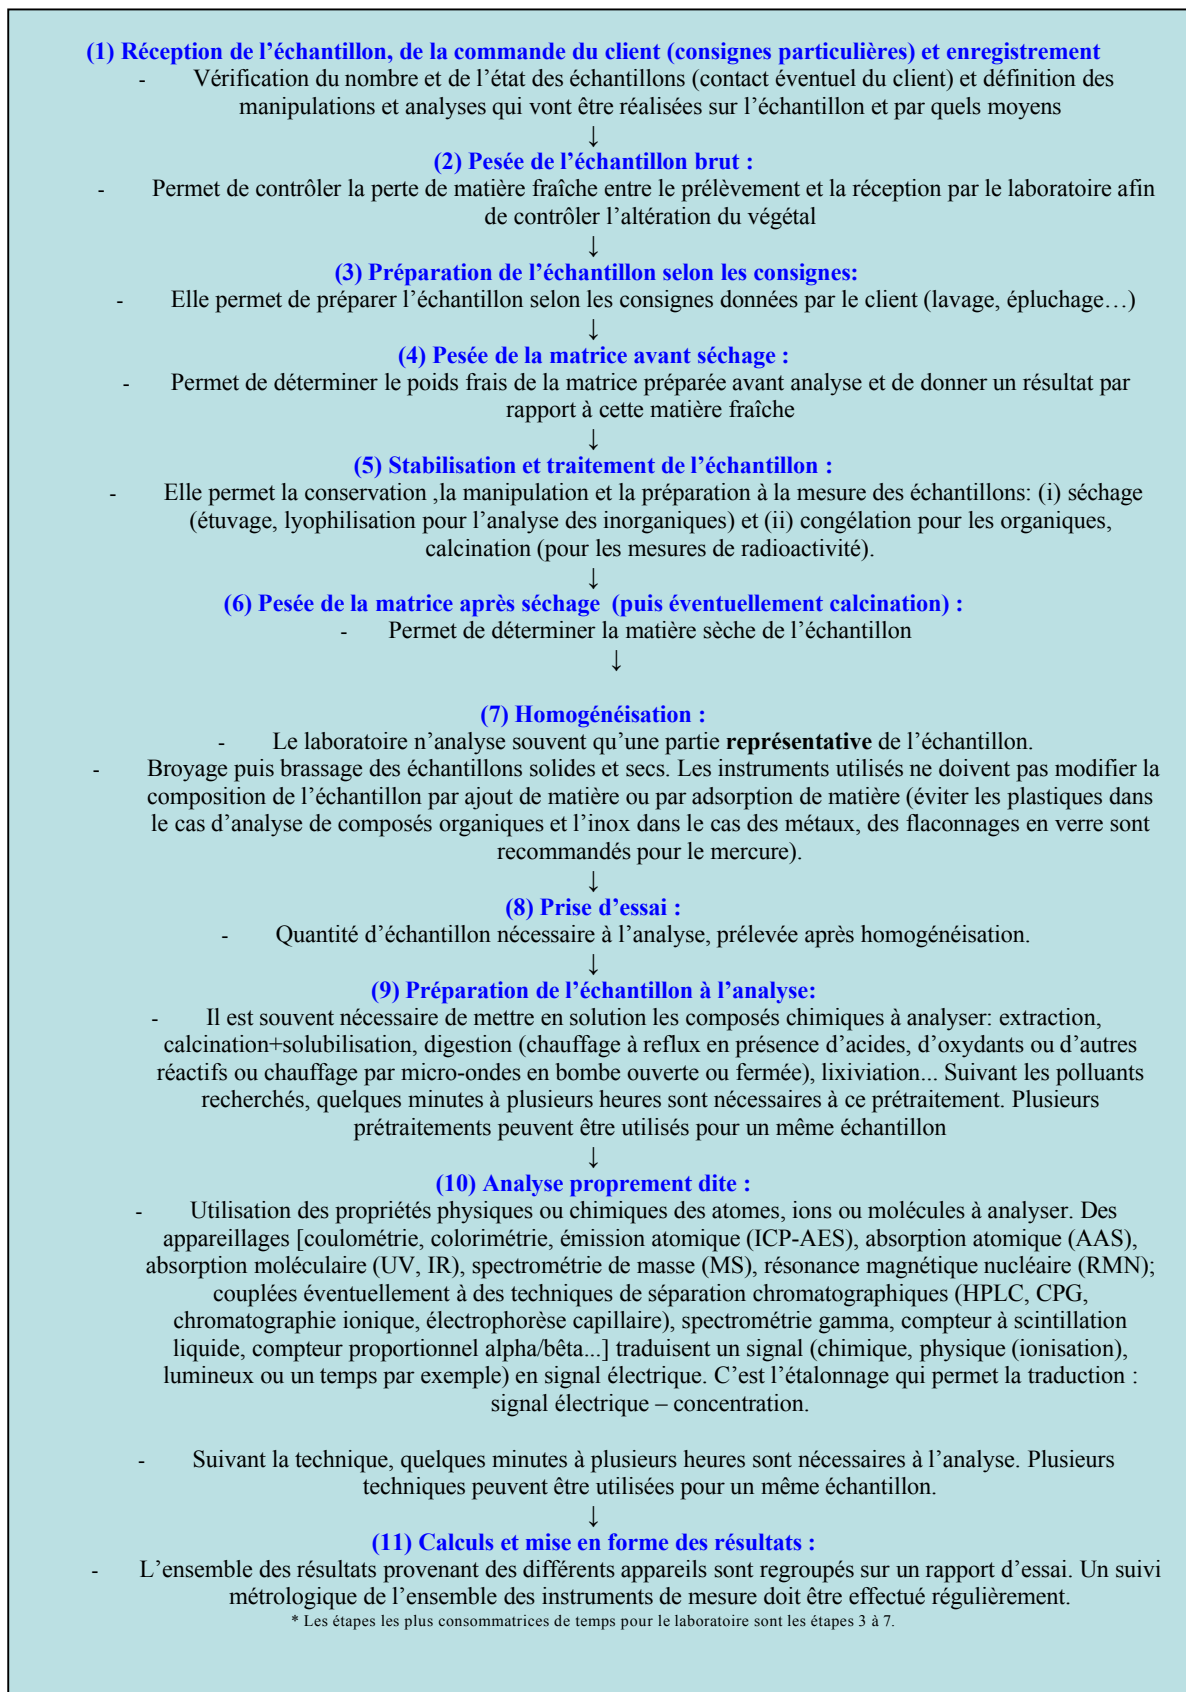 (1) Réception de l’échantillon, de la commande du client (consignes particulières) et enregistrement
- Vérification du nombre et de l’état des échantillons (contact éventuel du client) et définition des
manipulations et analyses qui vont être réalisées sur l’échantillon et par quels moyens
↓
(2) Pesée de l’échantillon brut :
- Permet de contrôler la perte de matière fraîche entre le prélèvement et la réception par le laboratoire afin
de contrôler l’altération du végétal
↓
(3) Préparation de l’échantillon selon les consignes:
- Elle permet de préparer l’échantillon selon les consignes données par le client (lavage, épluchage…)
↓
(4) Pesée de la matrice avant séchage :
- Permet de déterminer le poids frais de la matrice préparée avant analyse et de donner un résultat par
rapport à cette matière fraîche
↓
(5) Stabilisation et traitement de l’échantillon :
- Elle permet la conservation ,la manipulation et la préparation à la mesure des échantillons: (i) séchage
(étuvage, lyophilisation pour l’analyse des inorganiques) et (ii) congélation pour les organiques,
calcination (pour les mesures de radioactivité).
↓
(6) Pesée de la matrice après séchage (puis éventuellement calcination) :
- Permet de déterminer la matière sèche de l’échantillon
↓
(7) Homogénéisation :
- Le laboratoire n’analyse souvent qu’une partie représentative de l’échantillon.
- Broyage puis brassage des échantillons solides et secs. Les instruments utilisés ne doivent pas modifier la
composition de l’échantillon par ajout de matière ou par adsorption de matière (éviter les plastiques dans
le cas d’analyse de composés organiques et l’inox dans le cas des métaux, des flaconnages en verre sont
recommandés pour le mercure).
↓
(8) Prise d’essai :
- Quantité d’échantillon nécessaire à l’analyse, prélevée après homogénéisation.
↓
(9) Préparation de l’échantillon à l’analyse:
- Il est souvent nécessaire de mettre en solution les composés chimiques à analyser: extraction,
calcination+solubilisation, digestion (chauffage à reflux en présence d’acides, d’oxydants ou d’autres
réactifs ou chauffage par micro-ondes en bombe ouverte ou fermée), lixiviation... Suivant les polluants
recherchés, quelques minutes à plusieurs heures sont nécessaires à ce prétraitement. Plusieurs
prétraitements peuvent être utilisés pour un même échantillon
↓
(10) Analyse proprement dite :
- Utilisation des propriétés physiques ou chimiques des atomes, ions ou molécules à analyser. Des
appareillages [coulométrie, colorimétrie, émission atomique (ICP-AES), absorption atomique (AAS),
absorption moléculaire (UV, IR), spectrométrie de masse (MS), résonance magnétique nucléaire (RMN);
couplées éventuellement à des techniques de séparation chromatographiques (HPLC, CPG,
chromatographie ionique, électrophorèse capillaire), spectrométrie gamma, compteur à scintillation
liquide, compteur proportionnel alpha/bêta...] traduisent un signal (chimique, physique (ionisation),
lumineux ou un temps par exemple) en signal électrique. C’est l’étalonnage qui permet la traduction :
signal électrique – concentration.
- Suivant la technique, quelques minutes à plusieurs heures sont nécessaires à l’analyse. Plusieurs
techniques peuvent être utilisées pour un même échantillon.
↓
(11) Calculs et mise en forme des résultats :
- L’ensemble des résultats provenant des différents appareils sont regroupés sur un rapport d’essai. Un suivi
métrologique de l’ensemble des instruments de mesure doit être effectué régulièrement.
* Les étapes les plus consommatrices de temps pour le laboratoire sont les étapes 3 à 7.